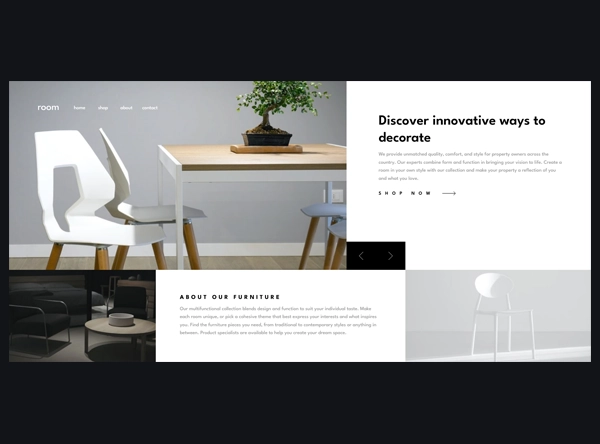 room home shop about contact
Discover innovative ways to
decorate
We provide unmatched quality, comfort, and style for property owners across the
country. Our experts combine form and function in bringing your vision to life. Create a
room in your own style with our collection and make your property a reflection of you
and what you love.
SHOP NOW
ABOUT OUR FURNITURE
Our multifunctional collection blends design and function to suit your individual taste. Make
each room unique, or pick a cohesive theme that best express your interests and what inspires
you. Find the furniture pieces you need, from traditional to contemporary styles or anything in
between. Product specialists are available to help you create your dream space.